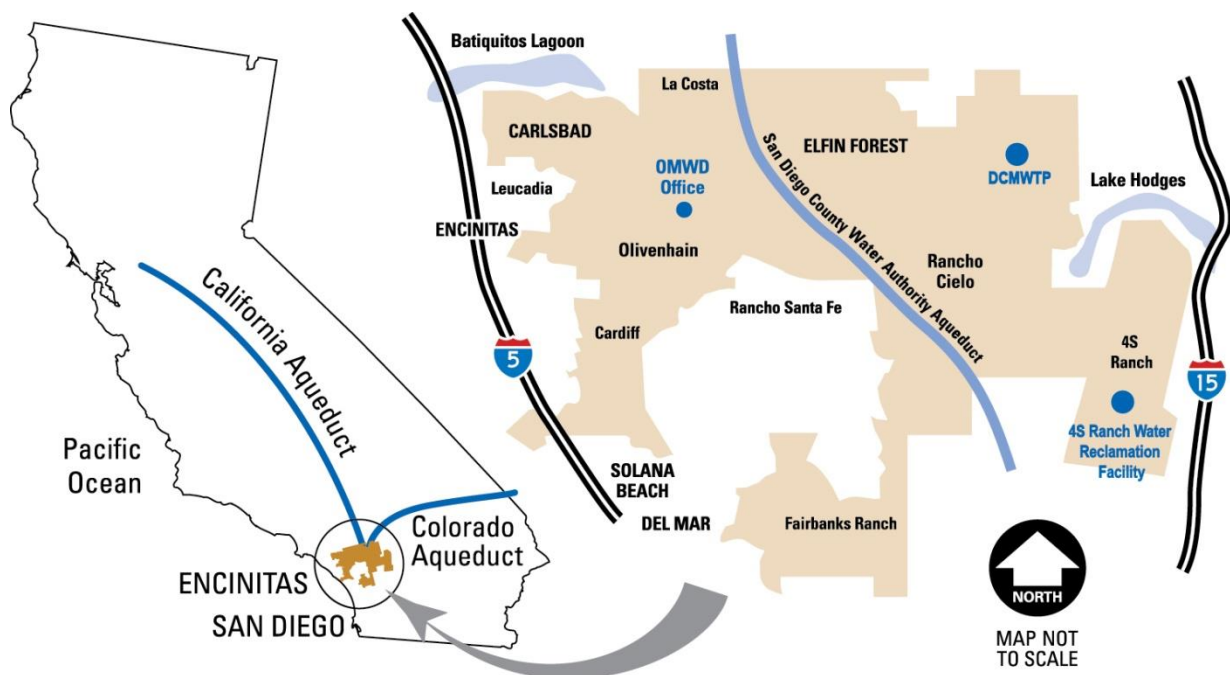 California Aqueduct
Pacific
Ocean
Colorado
Aqueduct
ENCINITAS
SAN DIEGO
Batiquitos Lagoon
La Costa
CARLSBAD
ELFIN FOREST
OMWD
Office
DCMWTP
Leucadia
Lake Hodges
ENCINITAS
San Diego County Water Authority Aqueduct
Olivenhain
Rancho
Cielo
Rancho Santa Fe
Cardiff
5
4S
Ranch
15
4S Ranch Water
Reclamation
Facility
SOLANA
BEACH
DEL MAR
Fairbanks Ranch
NORTH
MAP NOT
TO SCALE